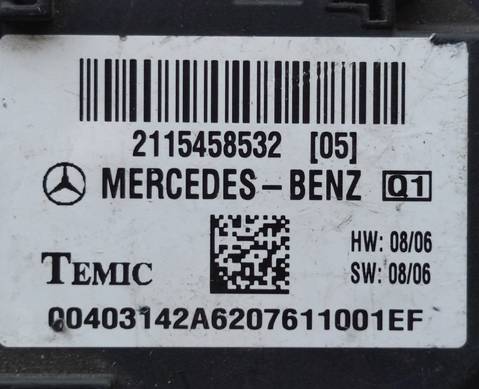 2115458532 [05]
MERCEDES-BENZ Q1
HW: 08/06
TEMIC SW: 08/06
00403142A6207611001EF